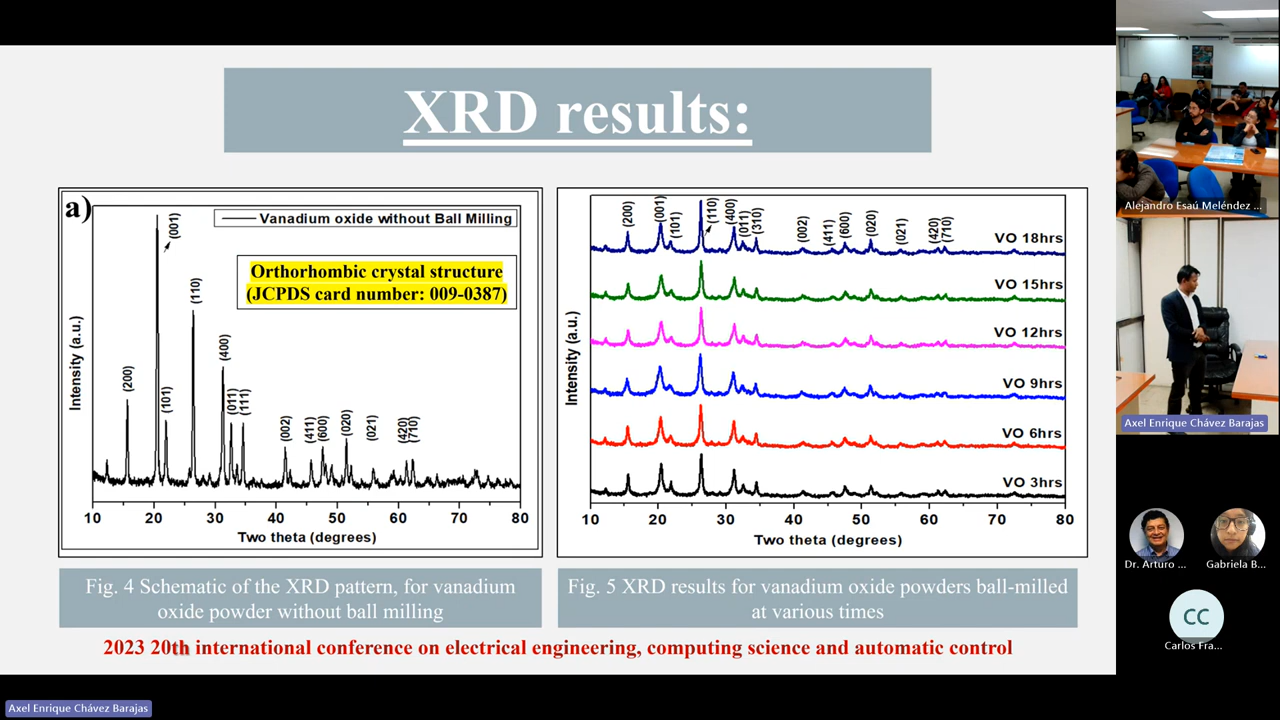 XRD results:
a)
Vanadium oxide without Ball Milling
Orthorhombic crystal structure
(JCPDS card number: 009-0387)
(200)
(001)
(101)
(110)
(400)
(011)
(111)
(002)
(411)
(600)
(020)
(021)
(420)
(710)
Intensity (a.u.)
10 20 30 40 50 60 70 80
Two theta (degrees)
(200)
(001)
(101)
(110)
(400)
(011)
(310)
(002)
(411)
(600)
(020)
(021)
(420)
(710)
VO 18hrs
VO 15hrs
VO 12hrs
VO 9hrs
VO 6hrs
VO 3hrs
Intensity (a.u.)
10 20 30 40 50 60 70 80
Two theta (degrees)
Fig. 4 Schematic of the XRD pattern, for vanadium
oxide powder without ball milling
Fig. 5 XRD results for vanadium oxide powders ball-milled
at various times
2023 20th international conference on electrical engineering, computing science and automatic control
Alejandro Esaú Meléndez ...
Axel Enrique Chávez Barajas
Dr. Arturo ...
Gabriela B...
CC
Carlos Fra...
Axel Enrique Chávez Barajas